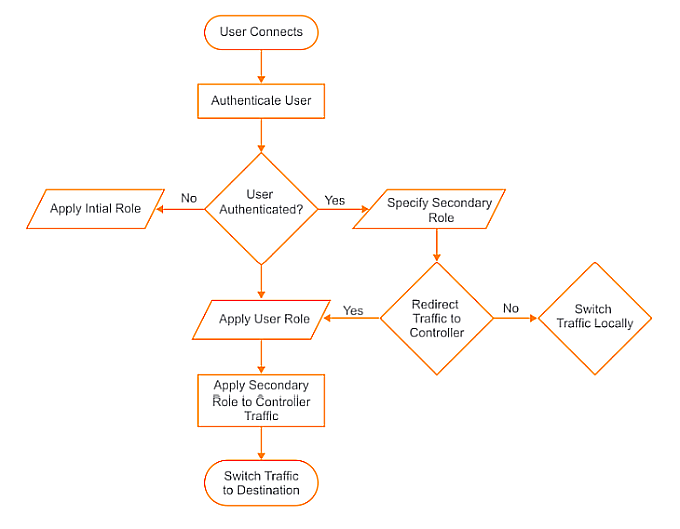 User Connects
Authenticate User
User
Authenticated?
No
Yes
Apply Intial Role
Specify Secondary
Role
Apply User Role
Yes
Redirect
Traffic to
Controller
No
Switch
Traffic Locally
Apply Secondary
Role to Controller
Traffic
Switch Traffic
to Destination